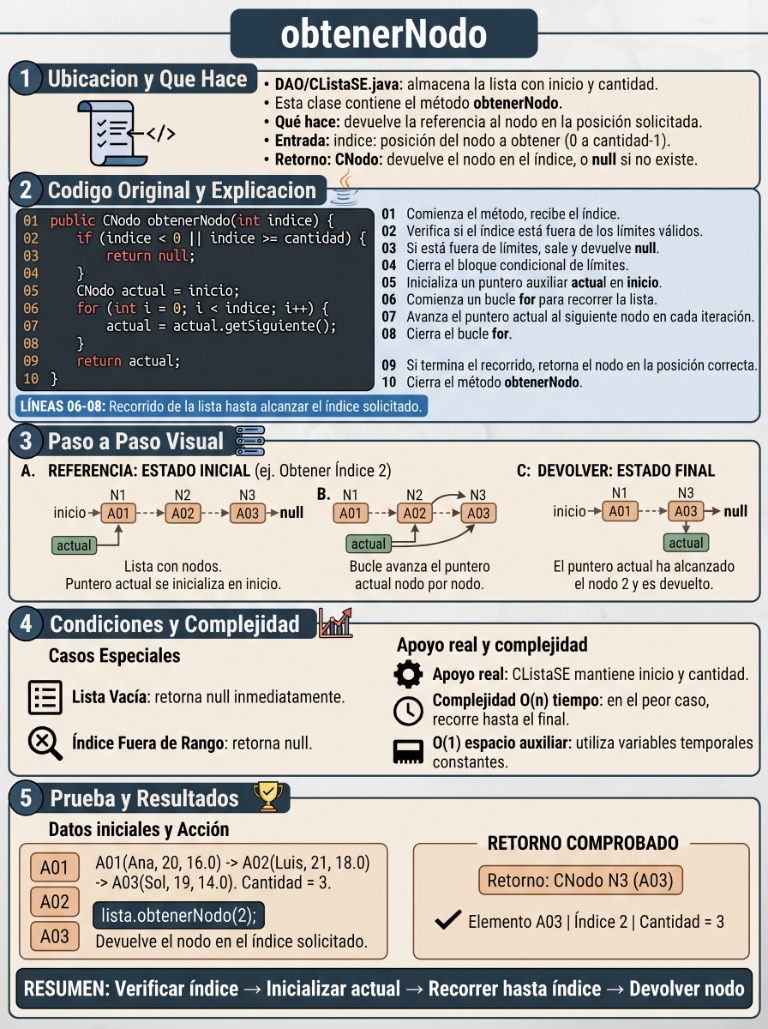 obtenerNodo
1 Ubicacion y Que Hace
</>
• DAO/CListaSE.java: almacena la lista con inicio y cantidad.
• Esta clase contiene el método obtenerNodo.
• Qué hace: devuelve la referencia al nodo en la posición solicitada.
• Entrada: indice: posición del nodo a obtener (0 a cantidad-1).
• Retorno: CNodo: devuelve el nodo en el índice, o null si no existe.
2 Codigo Original y Explicacion
01 public CNodo obtenerNodo(int indice) {
02 if (indice < 0 || indice >= cantidad) {
03 return null;
04 }
05 CNodo actual = inicio;
06 for (int i = 0; i < indice; i++) {
07 actual = actual.getSiguiente();
08 }
09 return actual;
10 }
01 Comienza el método, recibe el índice.
02 Verifica si el índice está fuera de los límites válidos.
03 Si está fuera de límites, sale y devuelve null.
04 Cierra el bloque condicional de límites.
05 Inicializa un puntero auxiliar actual en inicio.
06 Comienza un bucle for para recorrer la lista.
07 Avanza el puntero actual al siguiente nodo en cada iteración.
08 Cierra el bucle for.
09 Si termina el recorrido, retorna el nodo en la posición correcta.
10 Cierra el método obtenerNodo.
LÍNEAS 06-08: Recorrido de la lista hasta alcanzar el índice solicitado.
3 Paso a Paso Visual
A. REFERENCIA: ESTADO INICIAL (ej. Obtener Índice 2)
N1 N2 N3
inicio A01 A02 A03 null
actual
Lista con nodos.
Puntero actual se inicializa en inicio.
B. N1 N2 N3
A01 A02 A03
actual
Bucle avanza el puntero
actual nodo por nodo.
C: DEVOLVER: ESTADO FINAL
N1 N3
inicio A01 A03 null
actual
El puntero actual ha alcanzado
el nodo 2 y es devuelto.
4 Condiciones y Complejidad
Casos Especiales
Lista Vacía: retorna null inmediatamente.
Índice Fuera de Rango: retorna null.
Apoyo real y complejidad
Apoyo real: CListaSE mantiene inicio y cantidad.
Complejidad O(n) tiempo: en el peor caso,
recorre hasta el final.
O(1) espacio auxiliar: utiliza variables temporales
constantes.
5 Prueba y Resultados
Datos iniciales y Acción
A01
A02
A03
A01(Ana, 20, 16.0) -> A02(Luis, 21, 18.0)
-> A03(Sol, 19, 14.0). Cantidad = 3.
lista.obtenerNodo(2);
Devuelve el nodo en el índice solicitado.
RETORNO COMPROBADO
Retorno: CNodo N3 (A03)
Elemento A03 | Índice 2 | Cantidad = 3
RESUMEN: Verificar índice → Inicializar actual → Recorrer hasta índice → Devolver nodo